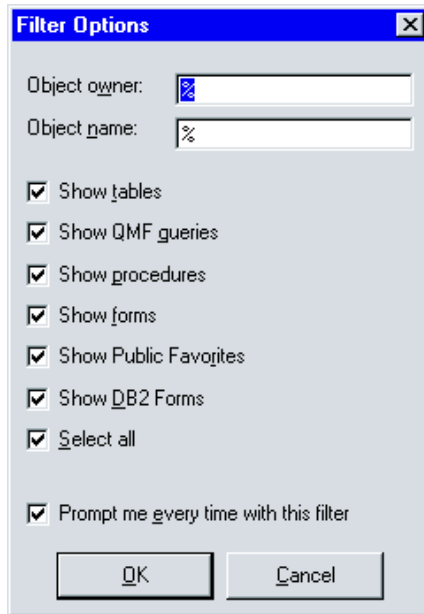 Filter Options
Object owner: %
Object name: %
Show tables
Show QMF queries
Show procedures
Show forms
Show Public Favorites
Show DB2 Forms
Select all
Prompt me every time with this filter
OK Cancel